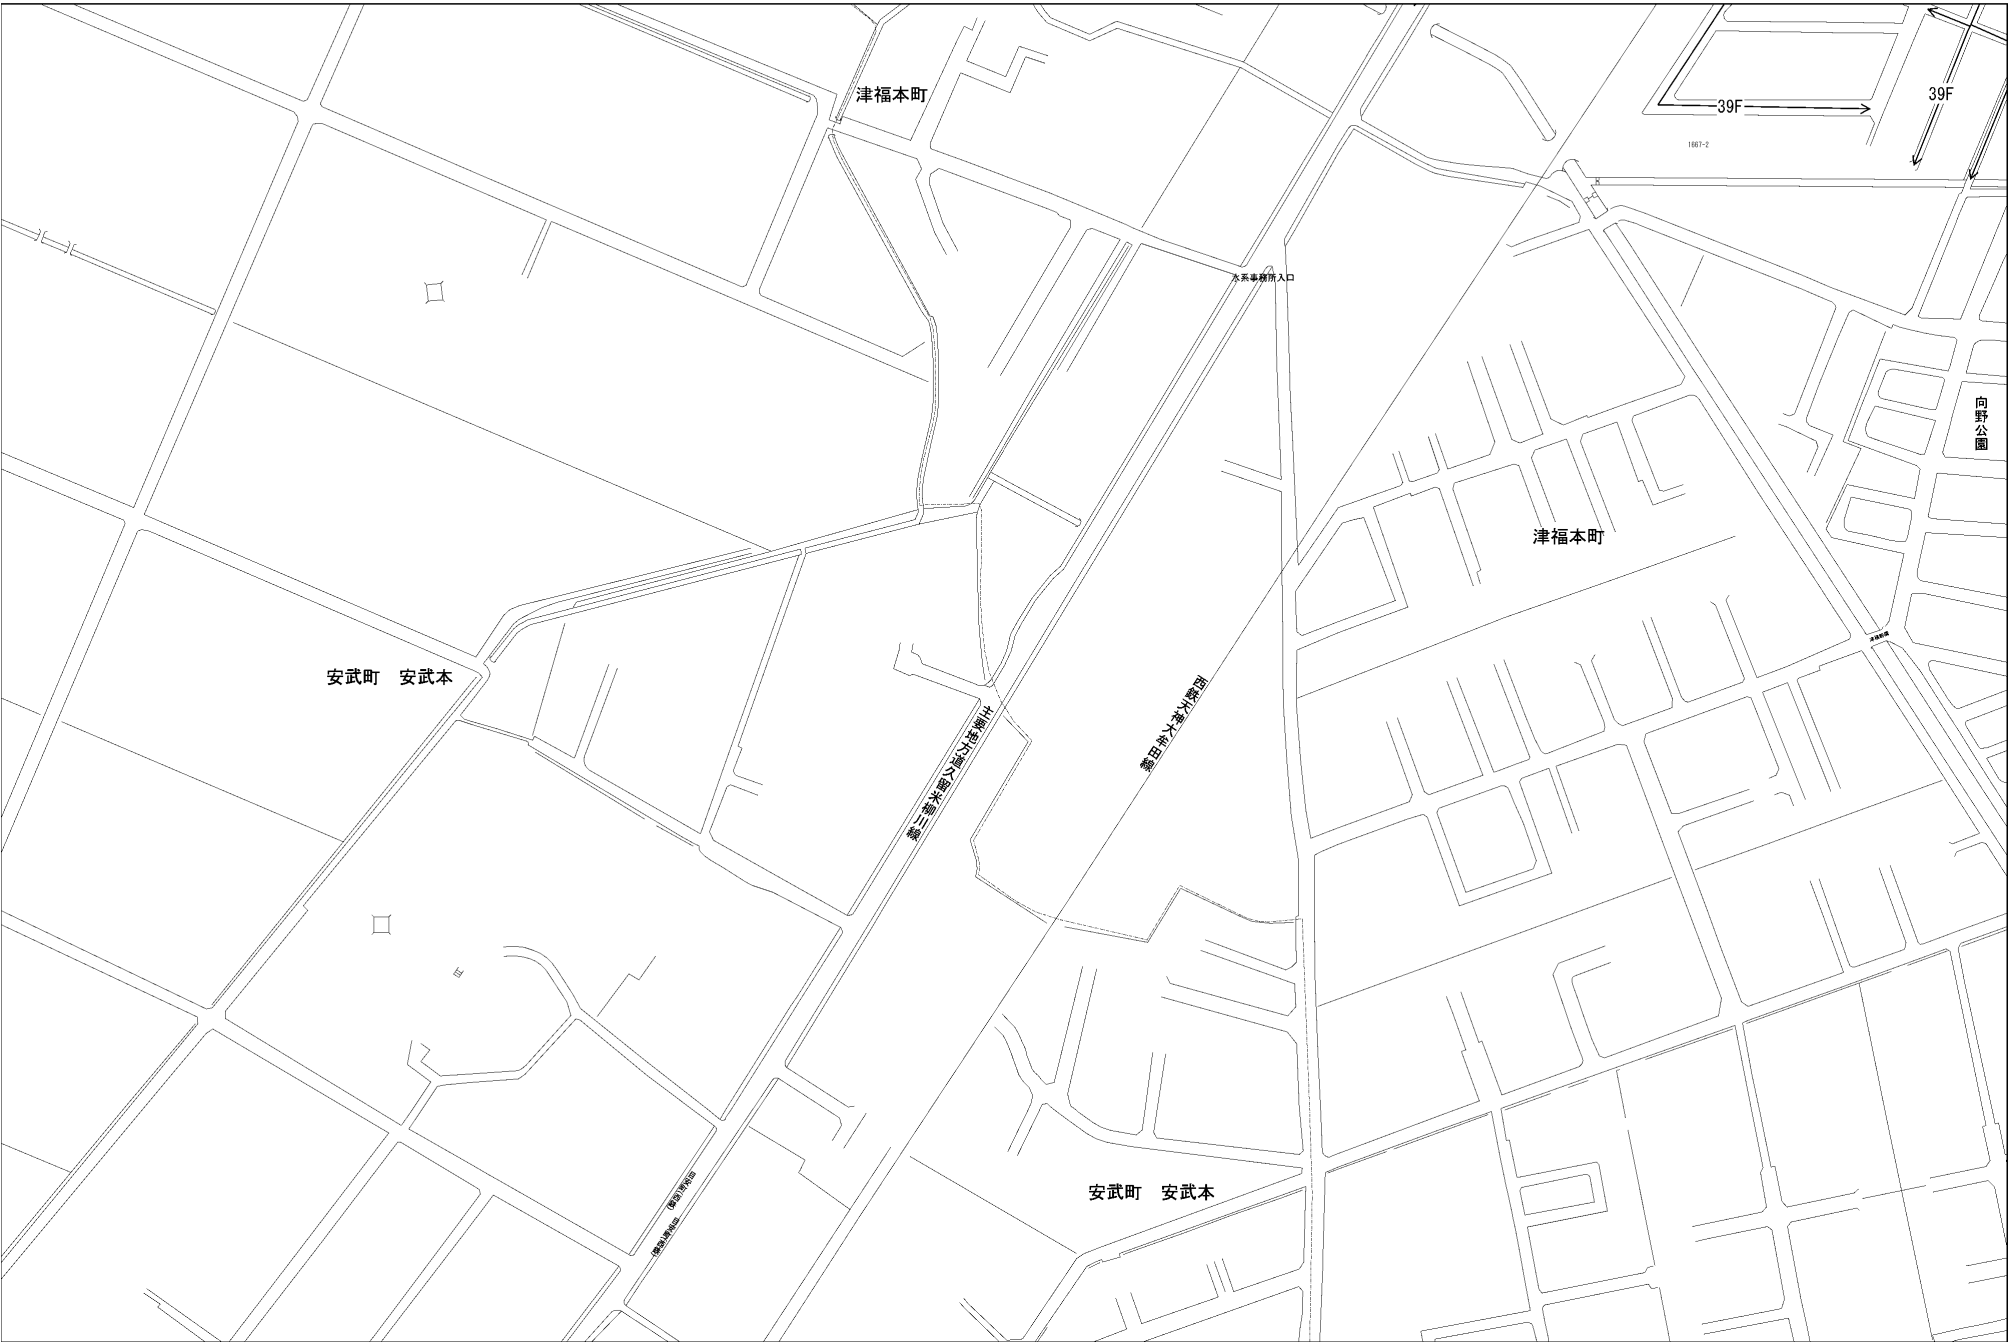 津福本町
39F
39F
1667-2
水系事務所入口
向野公園
津福本町
安武町　安武本
西鉄天神大牟田線
主要地方道久留米柳川線
安武町　安武本